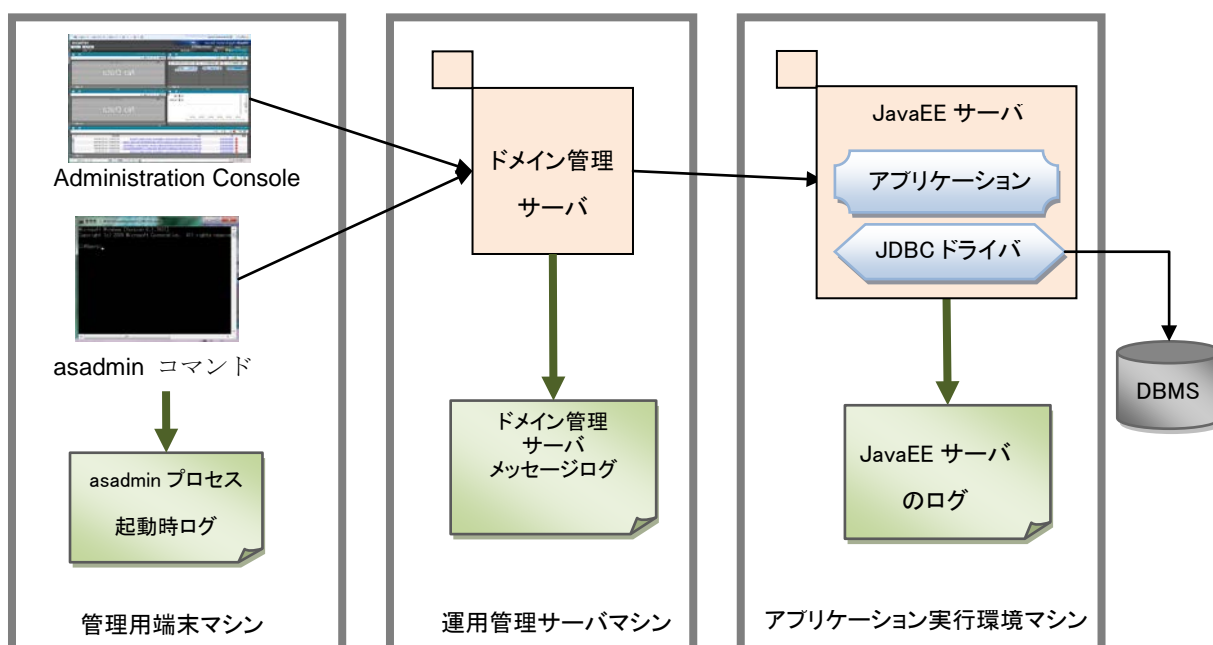 Administration Console
asadmin コマンド
asadmin プロセス
起動時ログ
管理用端末マシン
ドメイン管理
サーバ
ドメイン管理
サーバ
メッセージログ
運用管理サーバマシン
JavaEE サーバ
アプリケーション
JDBC ドライバ
JavaEE サーバ
のログ
アプリケーション実行環境マシン
DBMS